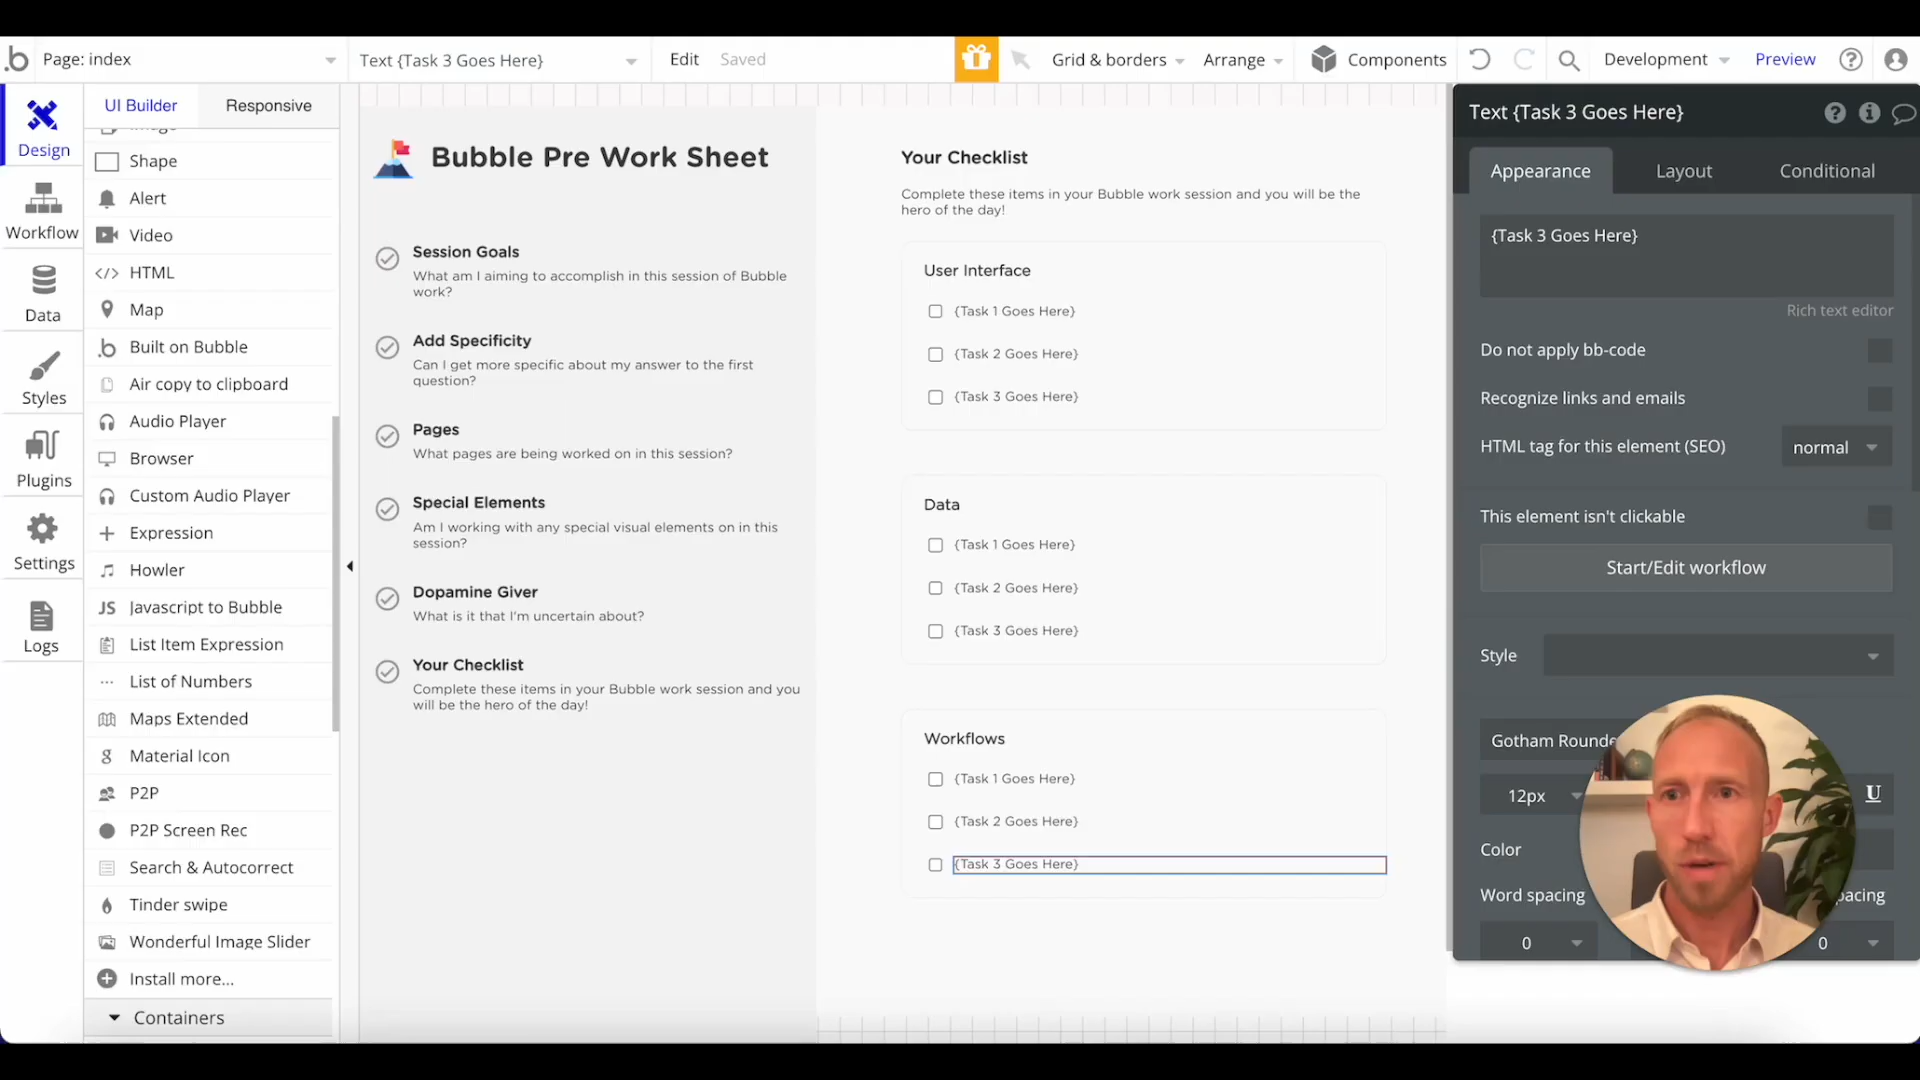 Page: index
Text {Task 3 Goes Here}
Edit
Saved
Grid & borders
Arrange
Components
Development
Preview
Design
Workflow
Data
Styles
Plugins
Settings
Logs
UI Builder
Responsive
Image
Shape
Alert
Video
HTML
Map
Built on Bubble
Air copy to clipboard
Audio Player
Browser
Custom Audio Player
Expression
Howler
JS Javascript to Bubble
List Item Expression
List of Numbers
Maps Extended
Material Icon
P2P
P2P Screen Rec
Search & Autocorrect
Tinder swipe
Wonderful Image Slider
Install more...
Containers
Bubble Pre Work Sheet
Session Goals
What am I aiming to accomplish in this session of Bubble
work?
Add Specificity
Can I get more specific about my answer to the first
question?
Pages
What pages are being worked on in this session?
Special Elements
Am I working with any special visual elements on in this
session?
Dopamine Giver
What is it that I'm uncertain about?
Your Checklist
Complete these items in your Bubble work session and you
will be the hero of the day!
Your Checklist
Complete these items in your Bubble work session and you will be the
hero of the day!
User Interface
{Task 1 Goes Here}
{Task 2 Goes Here}
{Task 3 Goes Here}
Data
{Task 1 Goes Here}
{Task 2 Goes Here}
{Task 3 Goes Here}
Workflows
{Task 1 Goes Here}
{Task 2 Goes Here}
{Task 3 Goes Here}
Text {Task 3 Goes Here}
Appearance
Layout
Conditional
{Task 3 Goes Here}
Rich text editor
Do not apply bb-code
Recognize links and emails
HTML tag for this element (SEO)
normal
This element isn't clickable
Start/Edit workflow
Style
Gotham Rounde
12px
U
Color
Word spacing
pacing
0
0